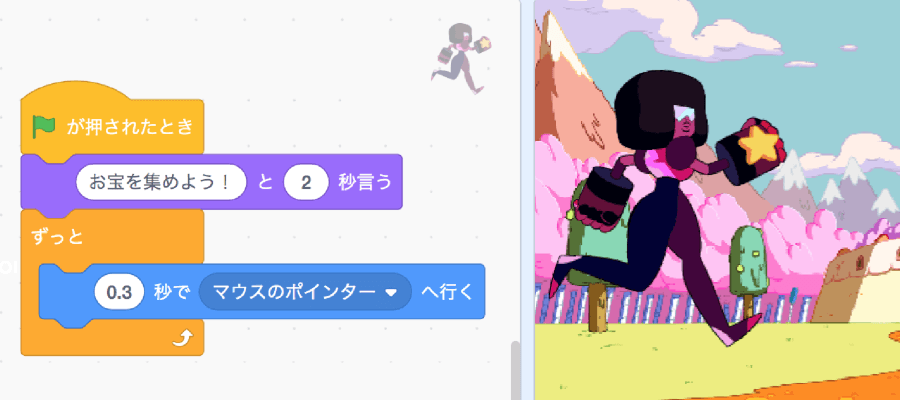 が押されたとき
お宝を集めよう！ と 2 秒言う
ずっと
0.3 秒で マウスのポインター へ行く